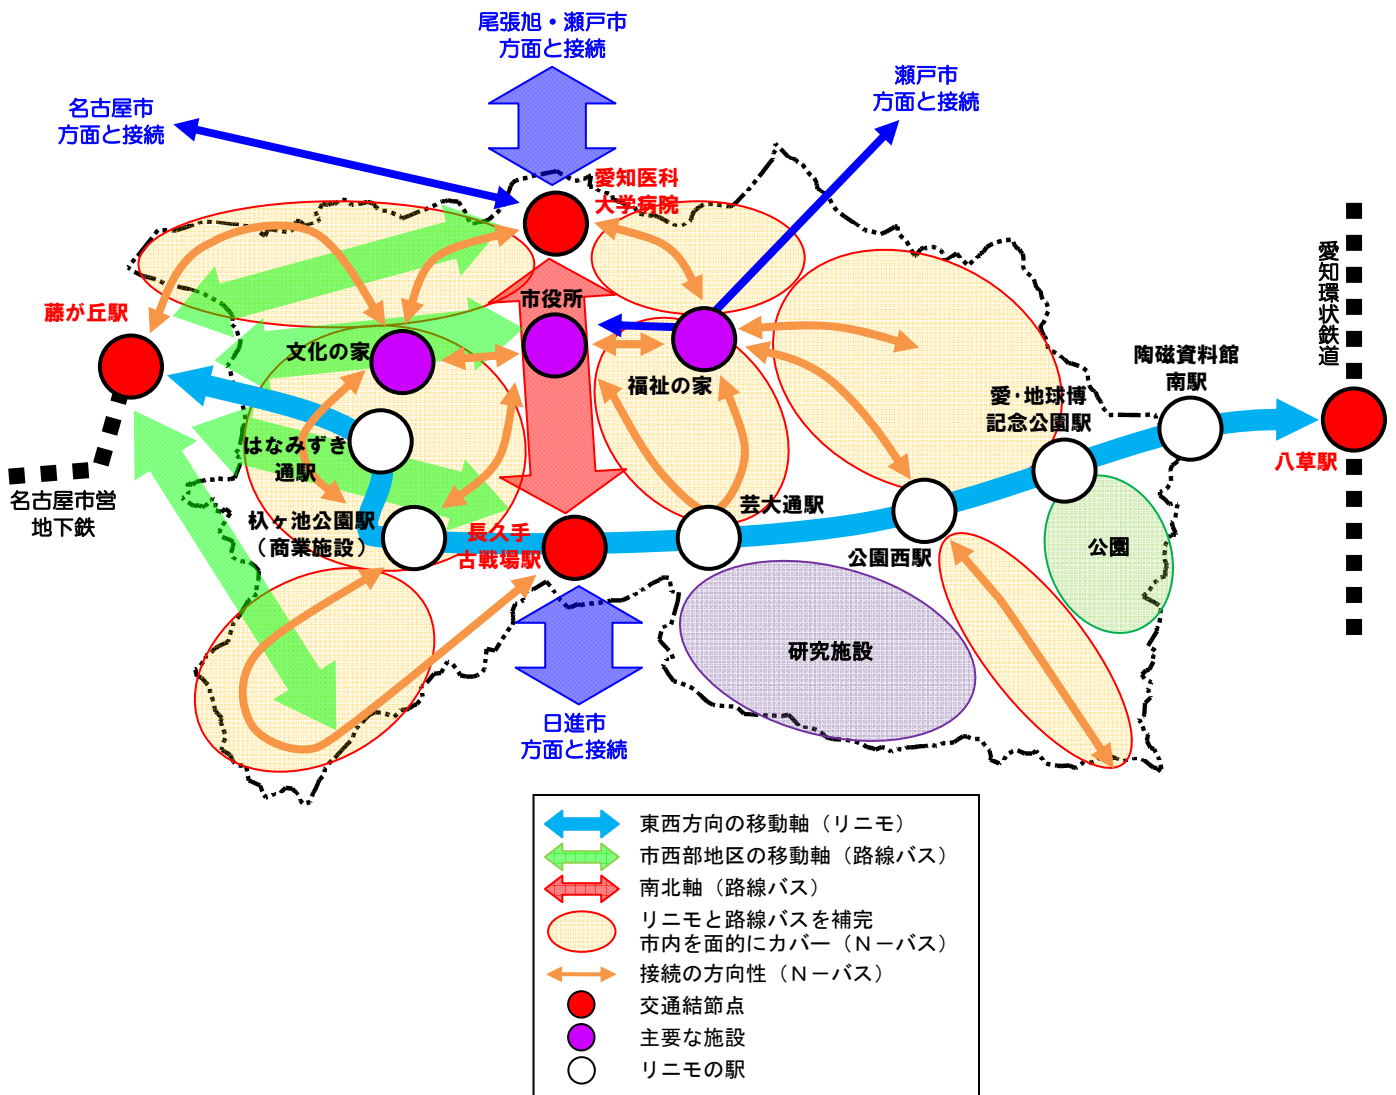 尾張旭・瀬戸市
方面と接続
瀬戸市
方面と接続
名古屋市
方面と接続
愛知医科
大学病院
愛知環状鉄道
藤が丘駅
市役所
文化の家
福祉の家
陶磁資料館
南駅
愛・地球博
記念公園駅
はなみずき
通駅
八草駅
名古屋市営
地下鉄
杁ヶ池公園駅
（商業施設）
長久手
古戦場駅
芸大通駅
公園西駅
公園
研究施設
日進市
方面と接続
東西方向の移動軸（リニモ）
市西部地区の移動軸（路線バス）
南北軸（路線バス）
リニモと路線バスを補完
市内を面的にカバー（Ｎ－バス）
接続の方向性（Ｎ－バス）
交通結節点
主要な施設
リニモの駅